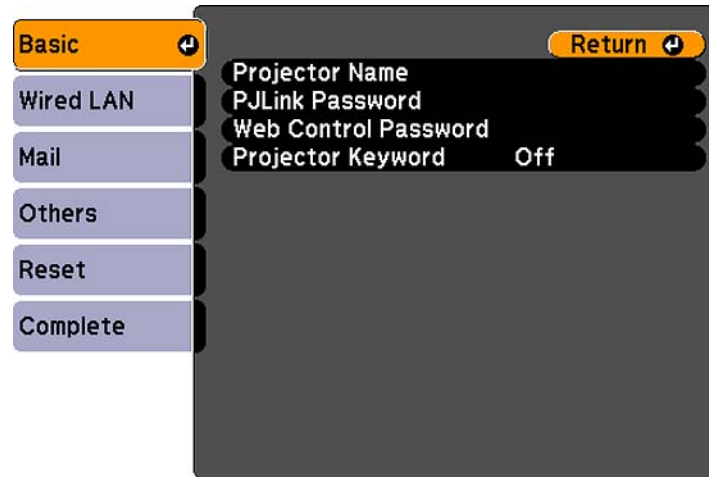 Basic
Wired LAN
Mail
Others
Reset
Complete
Return
Projector Name
PJLink Password
Web Control Password
Projector Keyword Off